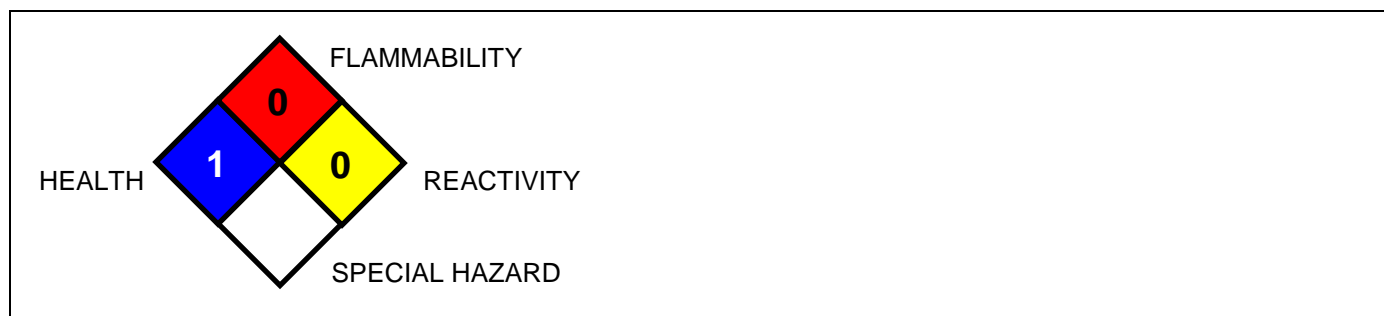 FLAMMABILITY
0
1
0
HEALTH
REACTIVITY
SPECIAL HAZARD